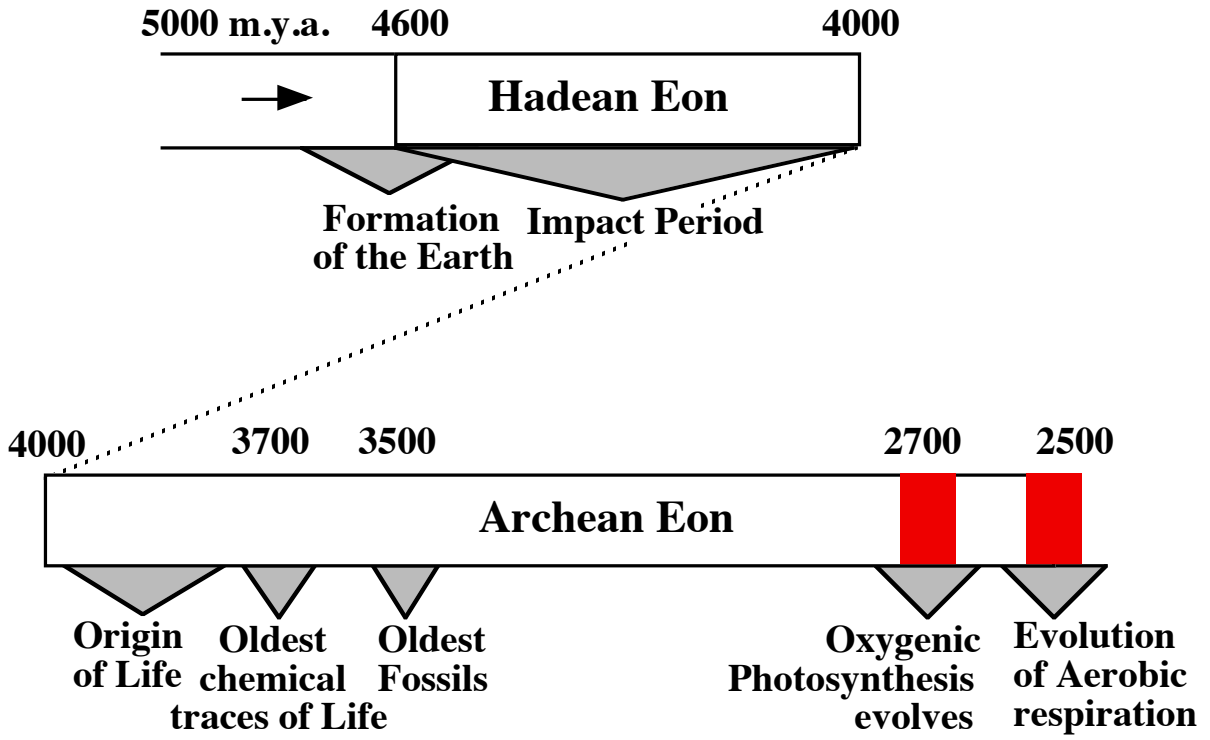 5000 m.y.a. 4600 4000
Hadean Eon
Formation
of the Earth
Impact Period
4000 3700 3500 2700 2500
Archean Eon
Origin
of Life
Oldest
chemical
traces of Life
Oldest
Fossils
Oxygenic
Photosynthesis
evolves
Evolution
of Aerobic
respiration